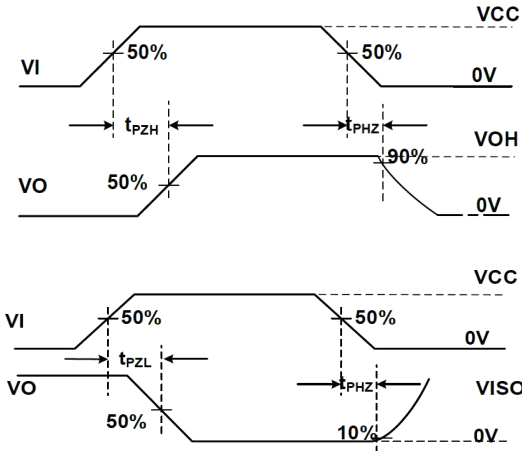 VCC
VI 50% 50% 0V
tPZH tPHZ
VOH
90%
VO 50% 0V
VCC
VI 50% 50% 0V
tPZL
VO tPHZ VISO
50% 10% 0V